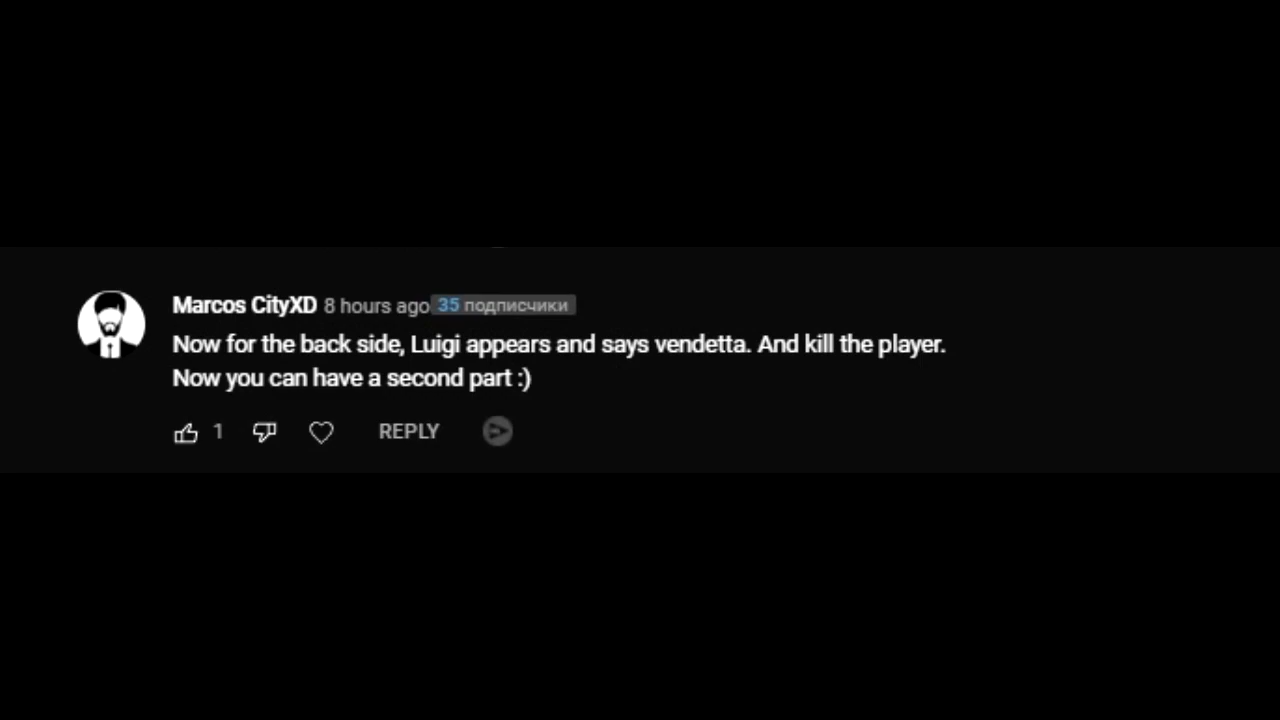 Marcos CityXD 8 hours ago 35 подписчики
Now for the back side, Luigi appears and says vendetta. And kill the player.
Now you can have a second part :)
1 REPLY